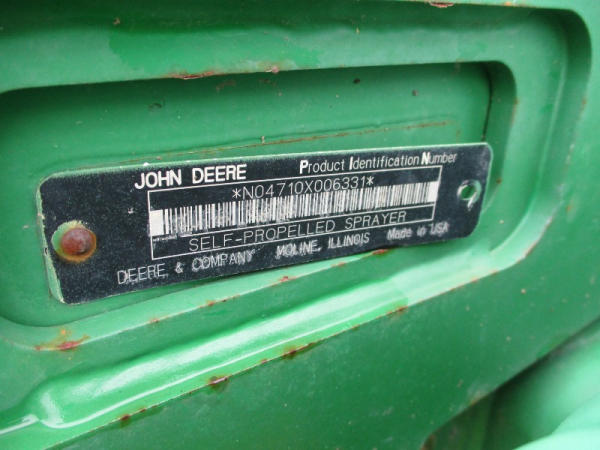 JOHN DEERE Product Identification Number
*N04710X006331*
SELF-PROPELLED SPRAYER
DEERE & COMPANY MOLINE, ILLINOIS Made in USA